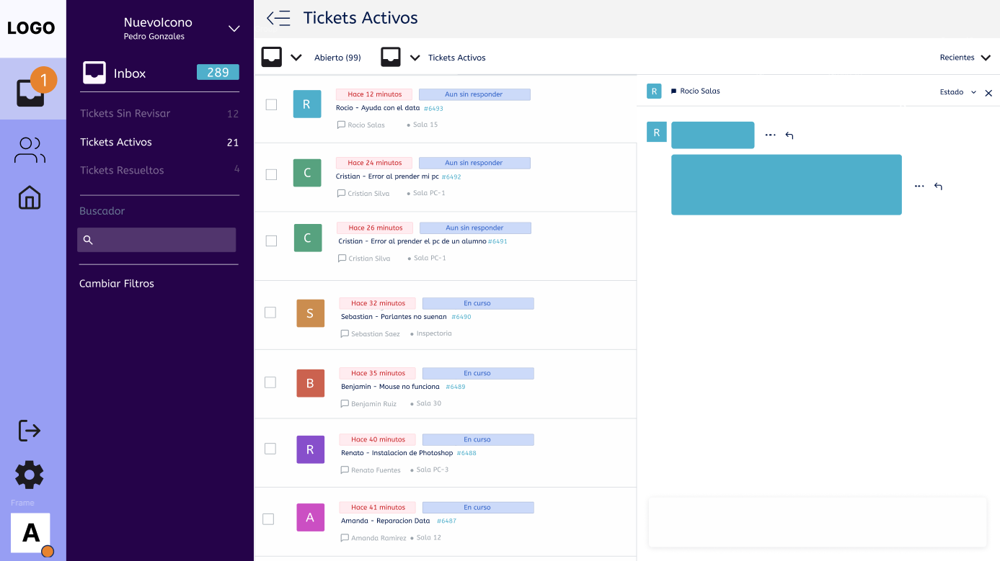 LOGO
1
Frame
A
NuevoIcono
Pedro Gonzales
Inbox 289
Tickets Sin Revisar 12
Tickets Activos 21
Tickets Resueltos 4
Buscador
Cambiar Filtros
Tickets Activos
Abierto (99) Tickets Activos Recientes
Hace 12 minutos Aun sin responder
R
Rocio - Ayuda con el data #6493
Rocio Salas • Sala 15
Hace 24 minutos Aun sin responder
C
Cristian - Error al prender mi pc #6492
Cristian Silva • Sala PC-1
Hace 26 minutos Aun sin responder
C
Cristian - Error al prender el pc de un alumno #6491
Cristian Silva • Sala PC-1
Hace 32 minutos En curso
S
Sebastian - Parlantes no suenan #6490
Sebastian Saez • Inspectoria
Hace 35 minutos En curso
B
Benjamin - Mouse no funciona #6489
Benjamin Ruiz • Sala 30
Hace 40 minutos En curso
R
Renato - Instalacion de Photoshop #6488
Renato Fuentes • Sala PC-3
Hace 41 minutos En curso
A
Amanda - Reparacion Data #6487
Amanda Ramirez • Sala 12
R Rocio Salas Estado
R